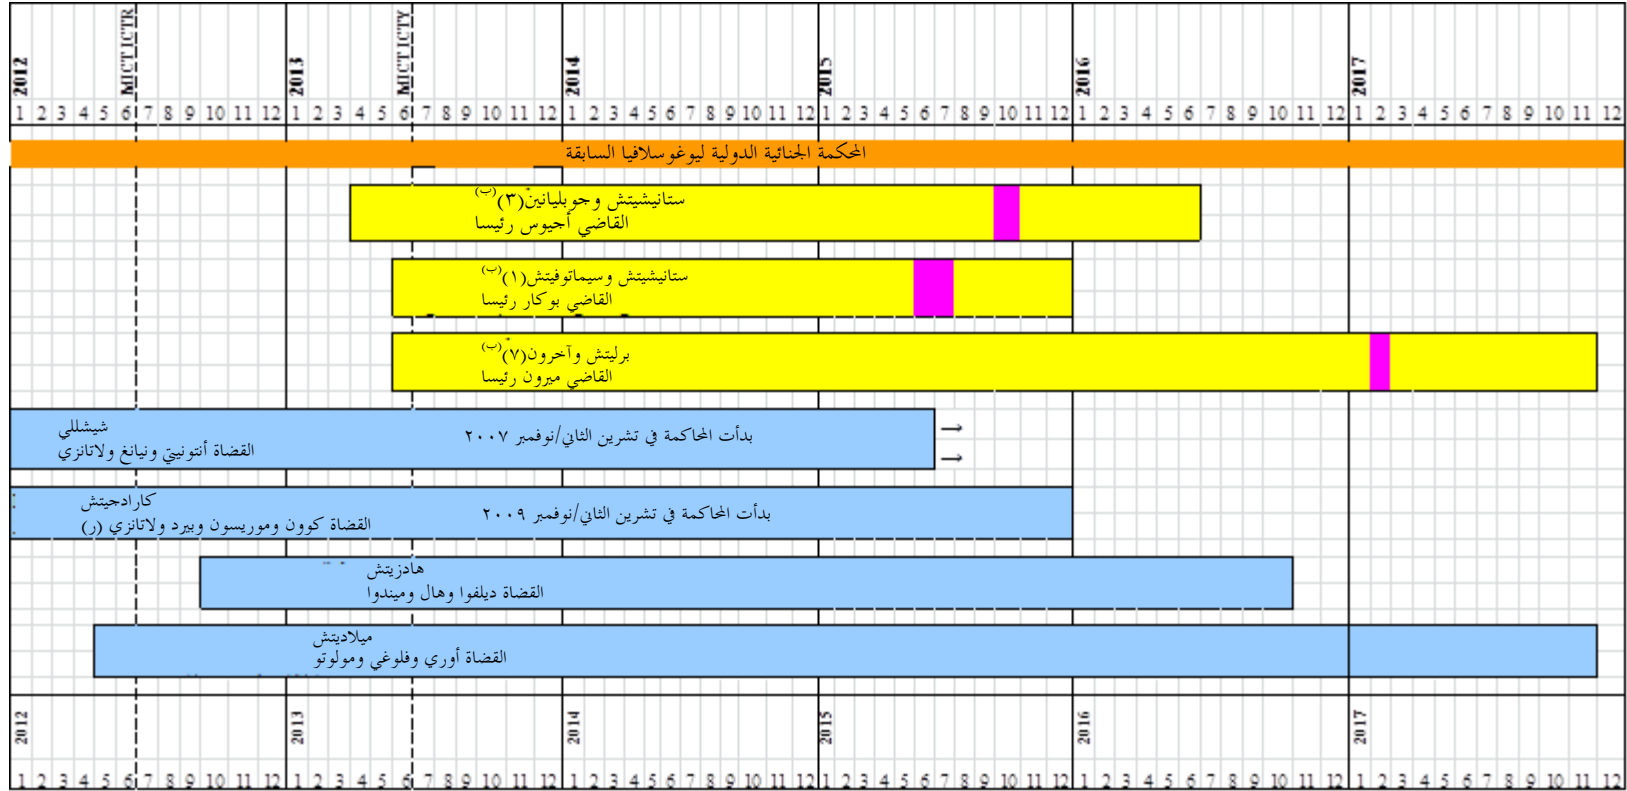 2012 MICT ICTR 2013 MICT ICTY 2014 2015 2016 2017
1 2 3 4 5 6 7 8 9 10 11 12 1 2 3 4 5 6 7 8 9 10 11 12 1 2 3 4 5 6 7 8 9 10 11 12 1 2 3 4 5 6 7 8 9 10 11 12 1 2 3 4 5 6 7 8 9 10 11 12 1 2 3 4 5 6 7 8 9 10 11 12
المحكمة الجنائية الدولية ليوغوسلافيا السابقة
ستانيشيتش وجوبليانين(٣)(ب)
القاضي أجيوس رئيسا
ستانيشيتش وسيماتوفيتش(١)(ب)
القاضي بوكار رئيسا
برليتش وآخرون(٧)(ب)
القاضي ميرون رئيسا
شيشللي
القضاة أنتونيتي ونيانغ ولاتانزي
بدأت المحاكمة في تشرين الثاني/نوفمبر ٢٠٠٧
→
→
كارادجيتش
القضاة كوون وموريسون وبيرد ولاتانزي (ر)
بدأت المحاكمة في تشرين الثاني/نوفمبر ٢٠٠٩
هادزيتش
القضاة ديلفوا وهال وميندوا
ميلاديتش
القضاة أوري وفلوغي ومولوتو
2012 2013 2014 2015 2016 2017
1 2 3 4 5 6 7 8 9 10 11 12 1 2 3 4 5 6 7 8 9 10 11 12 1 2 3 4 5 6 7 8 9 10 11 12 1 2 3 4 5 6 7 8 9 10 11 12 1 2 3 4 5 6 7 8 9 10 11 12 1 2 3 4 5 6 7 8 9 10 11 12